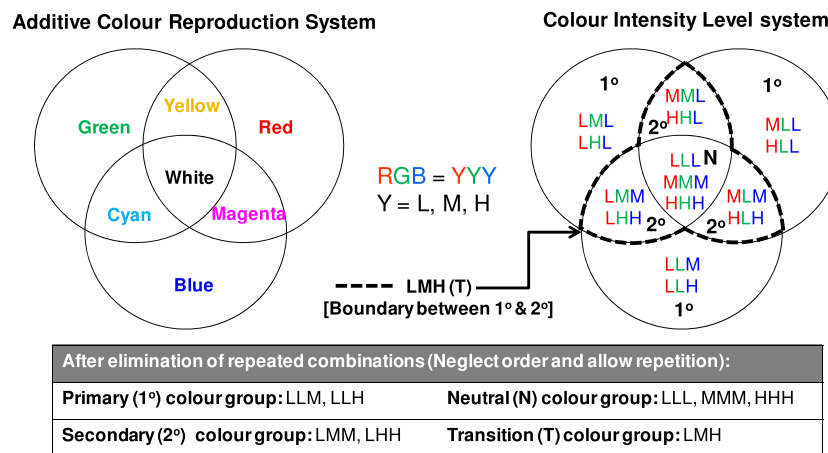 Additive Colour Reproduction System
Colour Intensity Level system
Yellow
Green
Red
White
Cyan
Magenta
Blue
RGB = YYY
Y = L, M, H
1º
1º
MML
HHL
2º
LML
LHL
MLL
HLL
LLL N
MMM
HHH
LMM
LHH
2º
MLM
HLH
2º
LLM
LLH
1º
LMH (T)
[Boundary between 1º & 2º]
After elimination of repeated combinations (Neglect order and allow repetition):
Primary (1º) colour group: LLM, LLH
Neutral (N) colour group: LLL, MMM, HHH
Secondary (2º) colour group: LMM, LHH
Transition (T) colour group: LMH